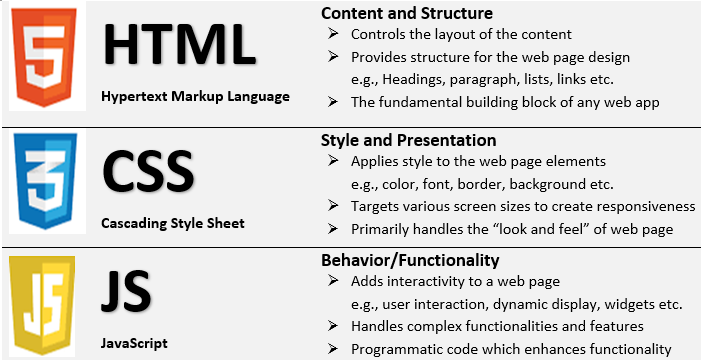 5
HTML
Hypertext Markup Language
Content and Structure
➢ Controls the layout of the content
➢ Provides structure for the web page design
e.g., Headings, paragraph, lists, links etc.
➢ The fundamental building block of any web app
3
CSS
Cascading Style Sheet
Style and Presentation
➢ Applies style to the web page elements
e.g., color, font, border, background etc.
➢ Targets various screen sizes to create responsiveness
➢ Primarily handles the “look and feel” of web page
JS
JS
JavaScript
Behavior/Functionality
➢ Adds interactivity to a web page
e.g., user interaction, dynamic display, widgets etc.
➢ Handles complex functionalities and features
➢ Programmatic code which enhances functionality